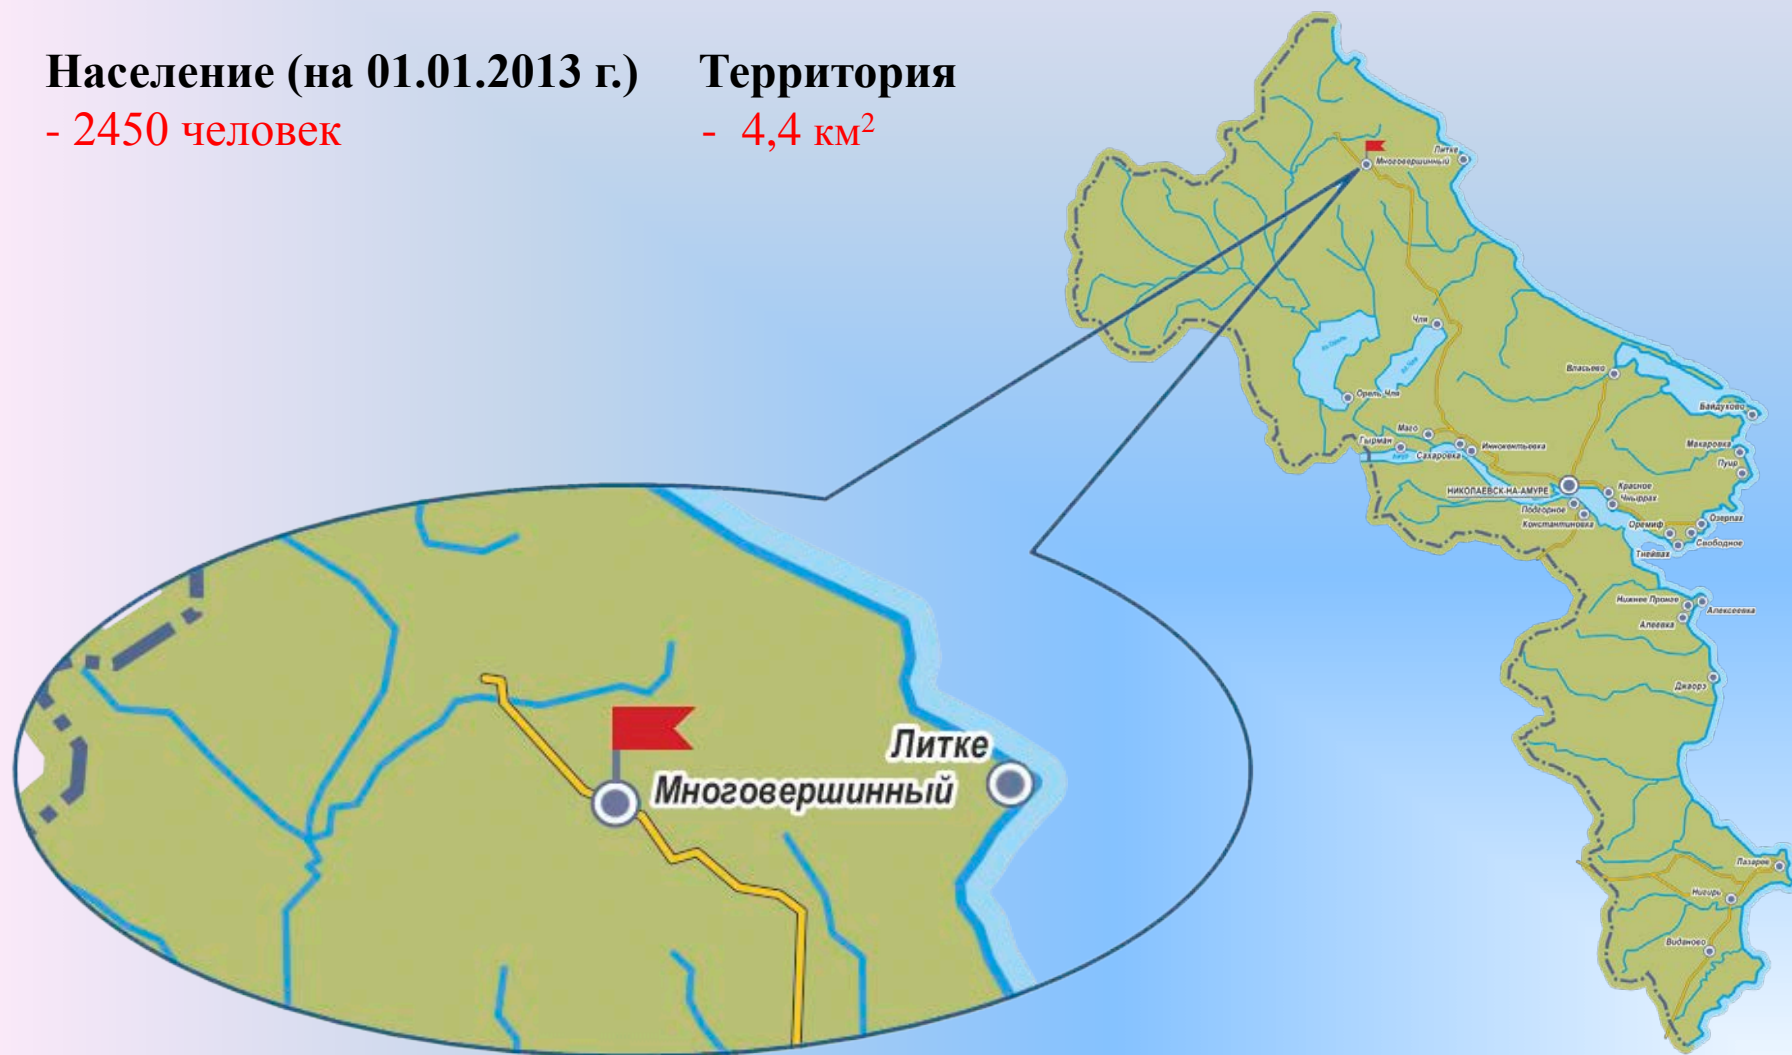 Население (на 01.01.2013 г.) Территория
- 2450 человек - 4,4 км²
Литке
Многовершинный
Чля
Власьево
Орель-Чля
Байдуково
Маго
Гырман
Иннокентьевка
Макаровка
Сахаровка
Амур
Пуир
НИКОЛАЕВСК-НА-АМУРЕ
Красное
Чныррах
Подгорное
Константиновка
Оремиф
Озерпах
Тнейвах
Свободное
Нижнее Пронге
Алексеевка
Алеевка
Джаорэ
Литке
Многовершинный
Лазарев
Нигирь
Виданово